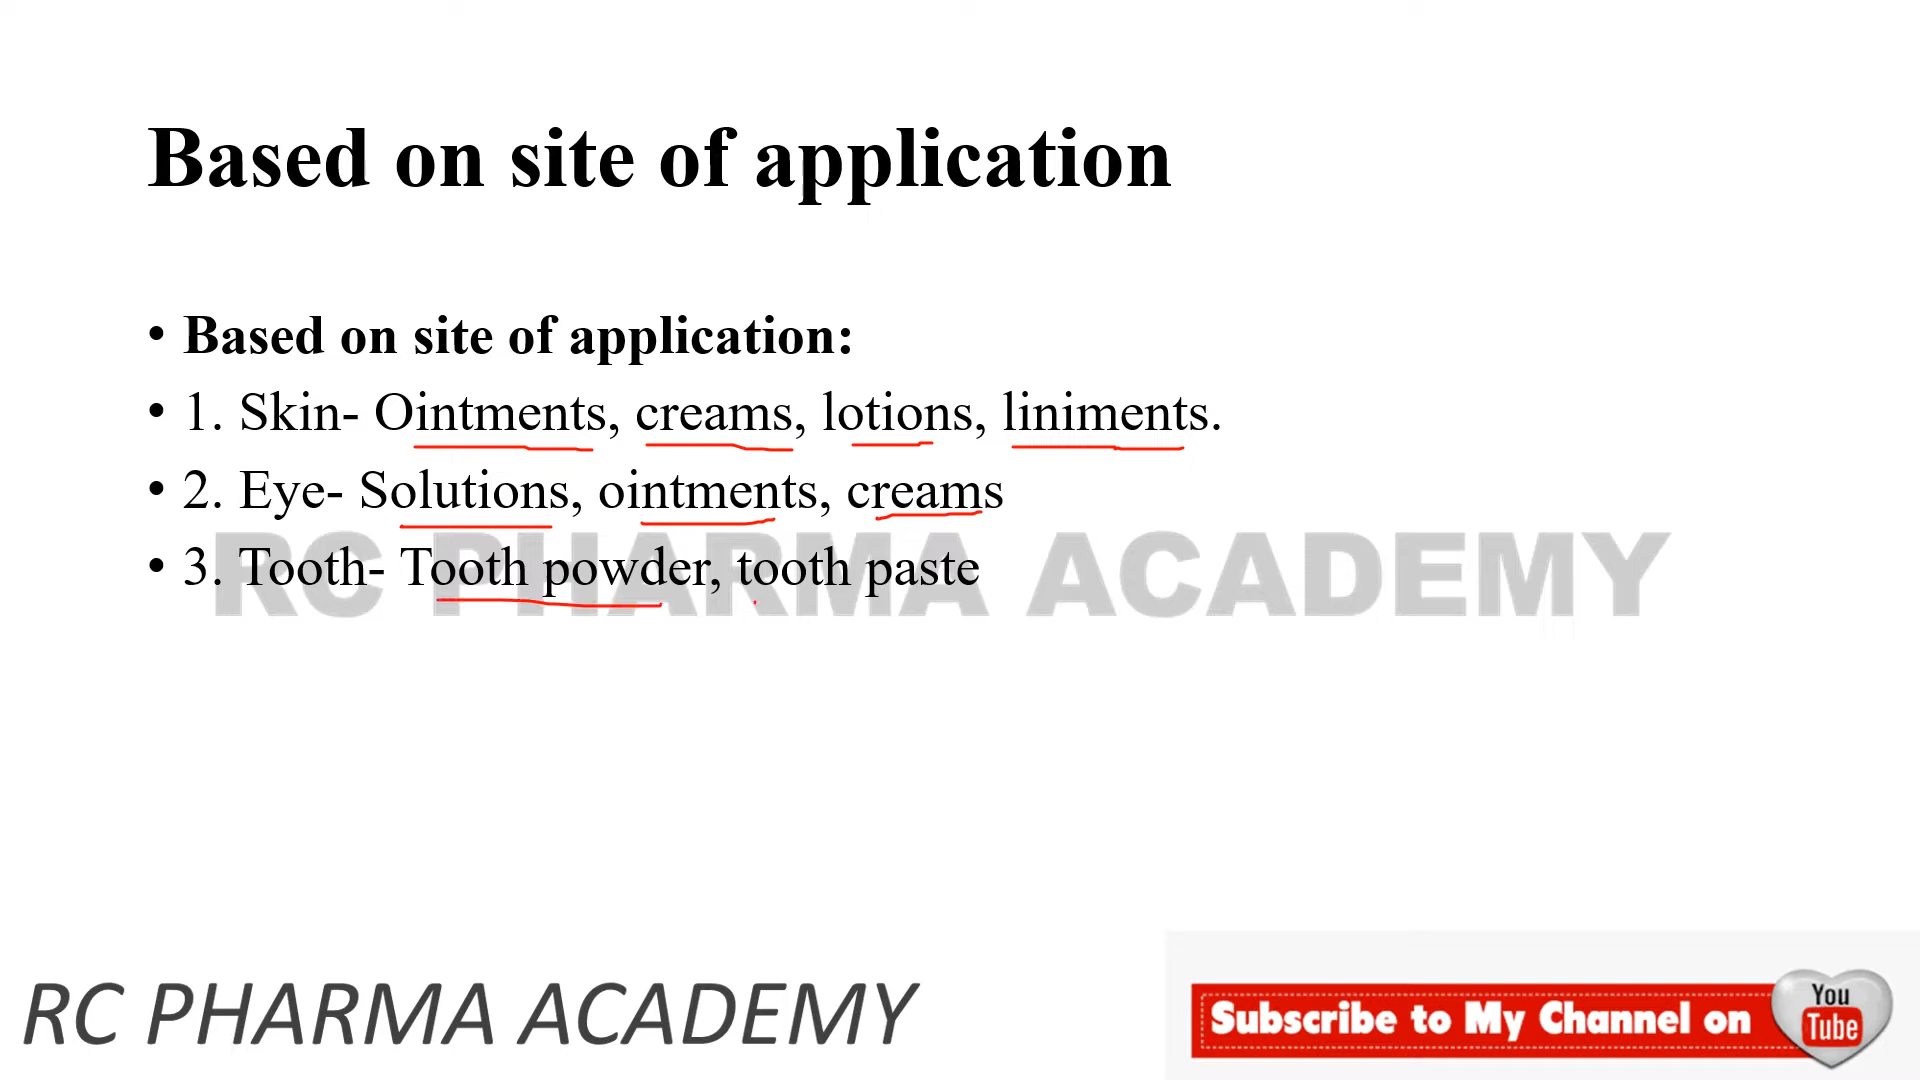 Based on site of application
• Based on site of application:
• 1. Skin- Ointments, creams, lotions, liniments.
• 2. Eye- Solutions, ointments, creams
• 3. Tooth- Tooth powder, tooth paste
RC PHARMA ACADEMY
RC PHARMA ACADEMY
Subscribe to My Channel on
You
Tube